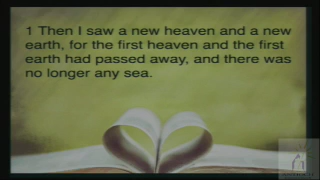 1 Then I saw a new heaven and a new
earth, for the first heaven and the first
earth had passed away, and there was
no longer any sea.